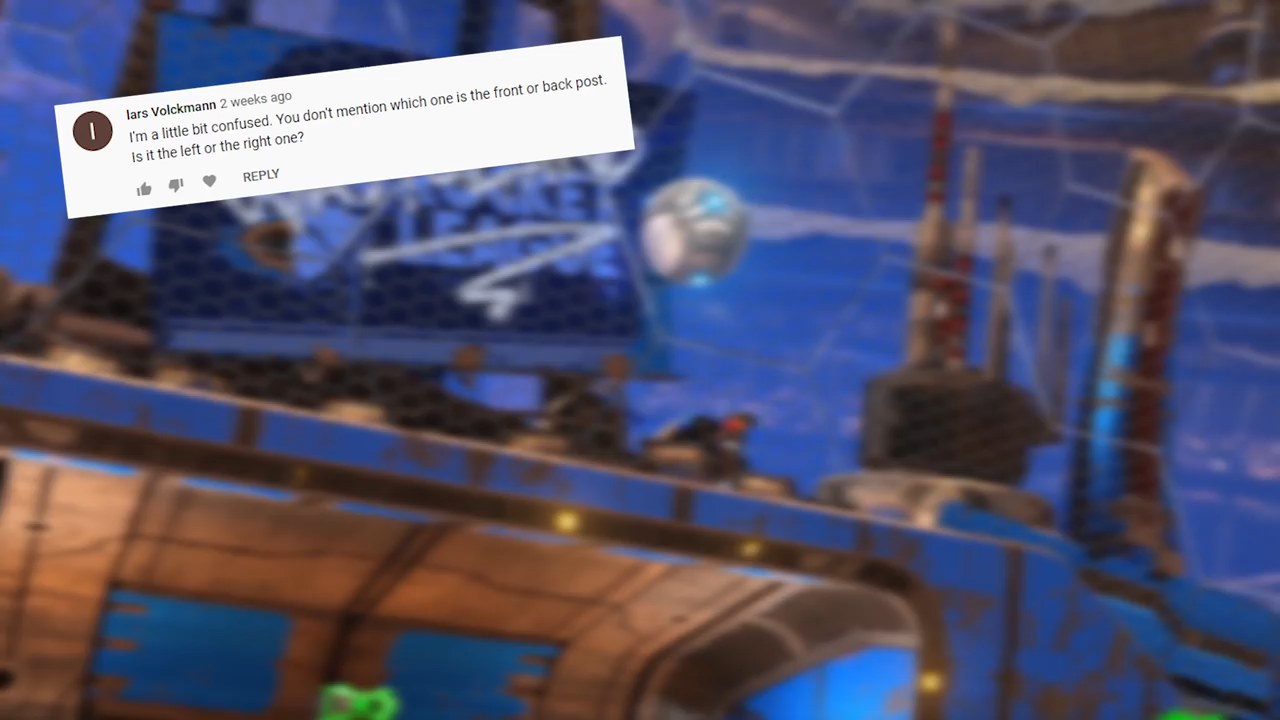 lars Volckmann 2 weeks ago
I'm a little bit confused. You don't mention which one is the front or back post.
Is it the left or the right one?
REPLY